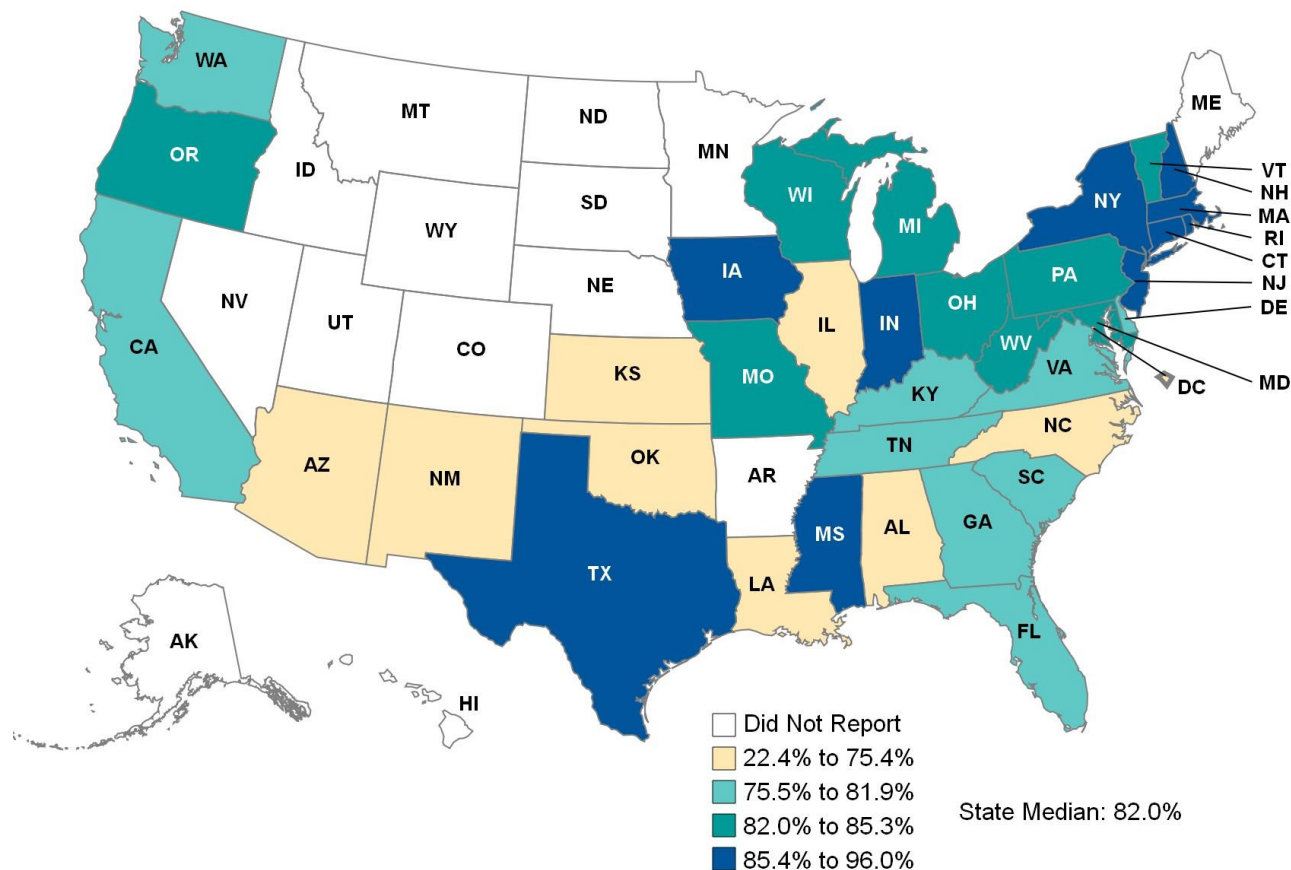 WA
MT
ND
MN
ME
OR
ID
SD
WI
MI
NY
VT
NH
MA
RI
CT
NJ
DE
MD
DC
WY
IA
PA
NV
UT
CO
NE
IL
IN
OH
WV
VA
CA
KS
MO
KY
NC
AZ
NM
OK
AR
TN
SC
MS
AL
GA
TX
LA
FL
AK
HI
Did Not Report
22.4% to 75.4%
75.5% to 81.9%
82.0% to 85.3%
85.4% to 96.0%
State Median: 82.0%